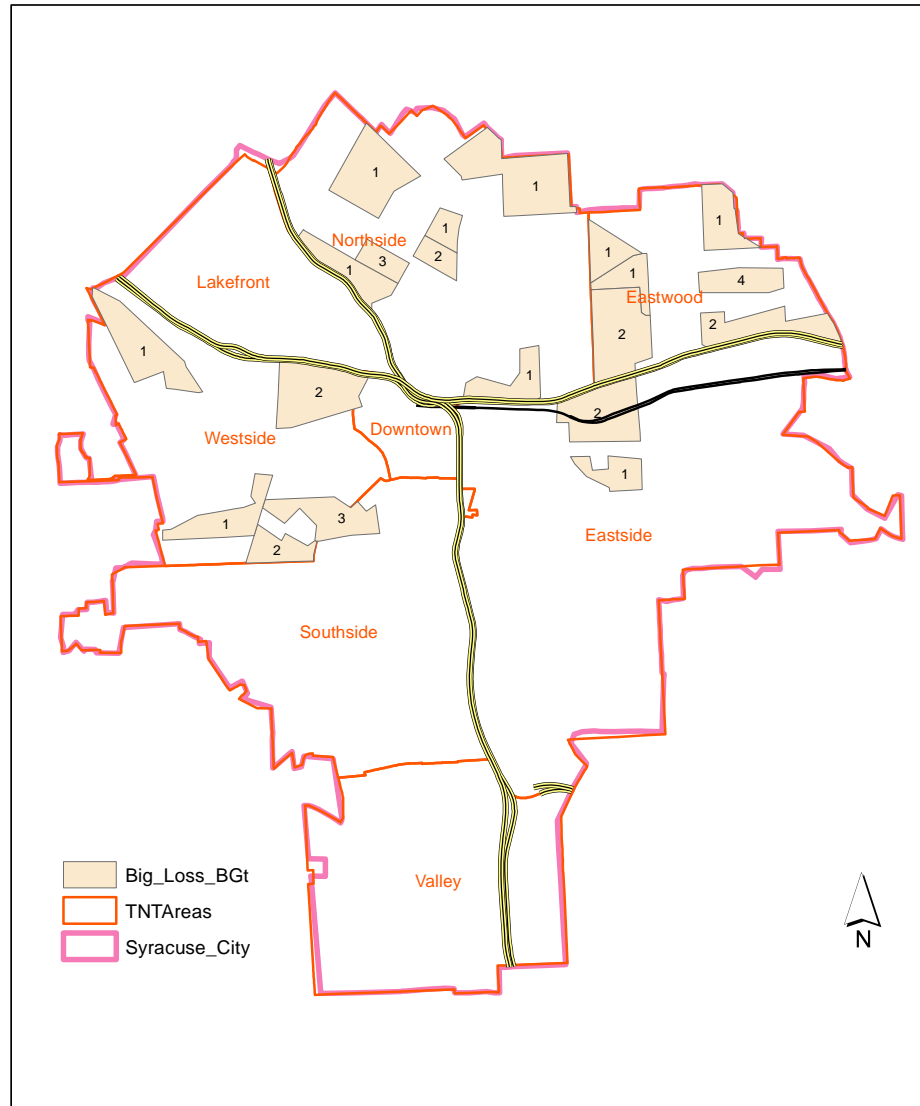 1
1
1
1
Northside
1
2
3
1
1
1
Lakefront
4
Eastwood
2
2
1
1
2
2
Downtown
Westside
1
3
1
Eastside
2
Southside
Valley
Big_Loss_BGt
TNTAreas
Syracuse_City
N